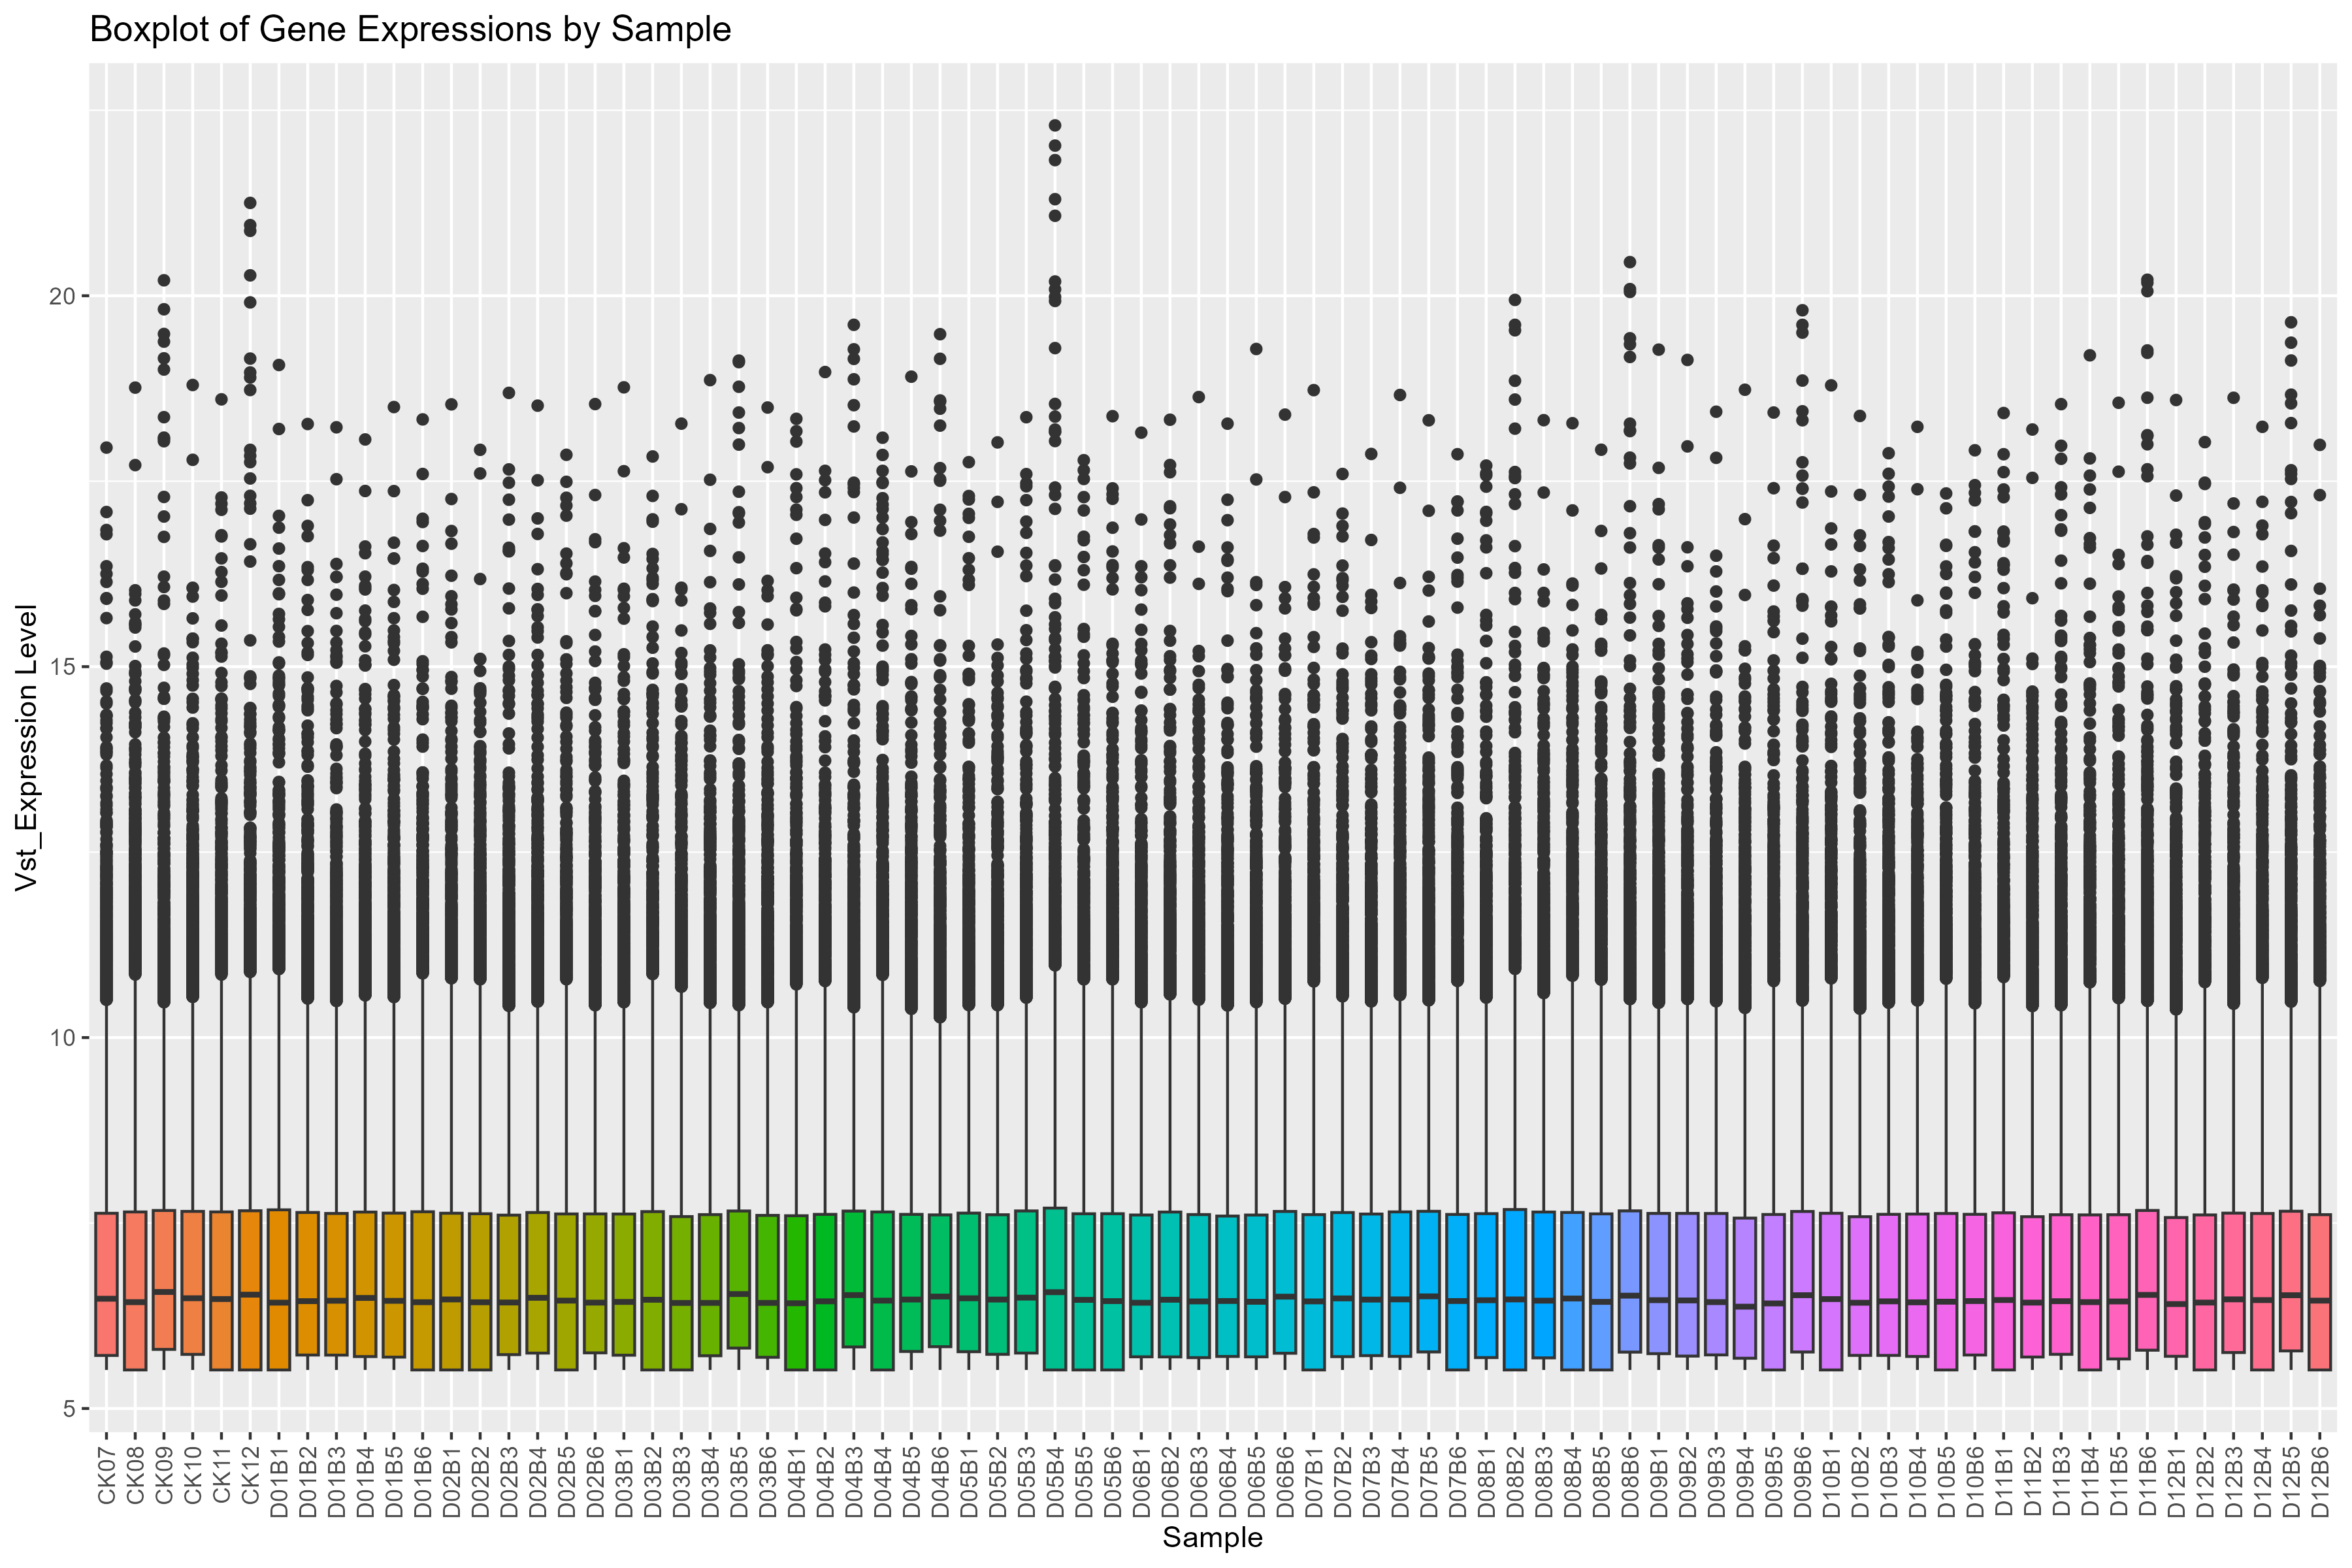 Boxplot of Gene Expressions by Sample
Vst_Expression Level
20
15
10
5
CK07
CK08
CK09
CK10
CK11
CK12
D01B1
D01B2
D01B3
D01B4
D01B5
D01B6
D02B1
D02B2
D02B3
D02B4
D02B5
D02B6
D03B1
D03B2
D03B3
D03B4
D03B5
D03B6
D04B1
D04B2
D04B3
D04B4
D04B5
D04B6
D05B1
D05B2
D05B3
D05B4
D05B5
D05B6
D06B1
D06B2
D06B3
D06B4
D06B5
D06B6
D07B1
D07B2
D07B3
D07B4
D07B5
D07B6
D08B1
D08B2
D08B3
D08B4
D08B5
D08B6
D09B1
D09B2
D09B3
D09B4
D09B5
D09B6
D10B1
D10B2
D10B3
D10B4
D10B5
D10B6
D11B1
D11B2
D11B3
D11B4
D11B5
D11B6
D12B1
D12B2
D12B3
D12B4
D12B5
D12B6
Sample